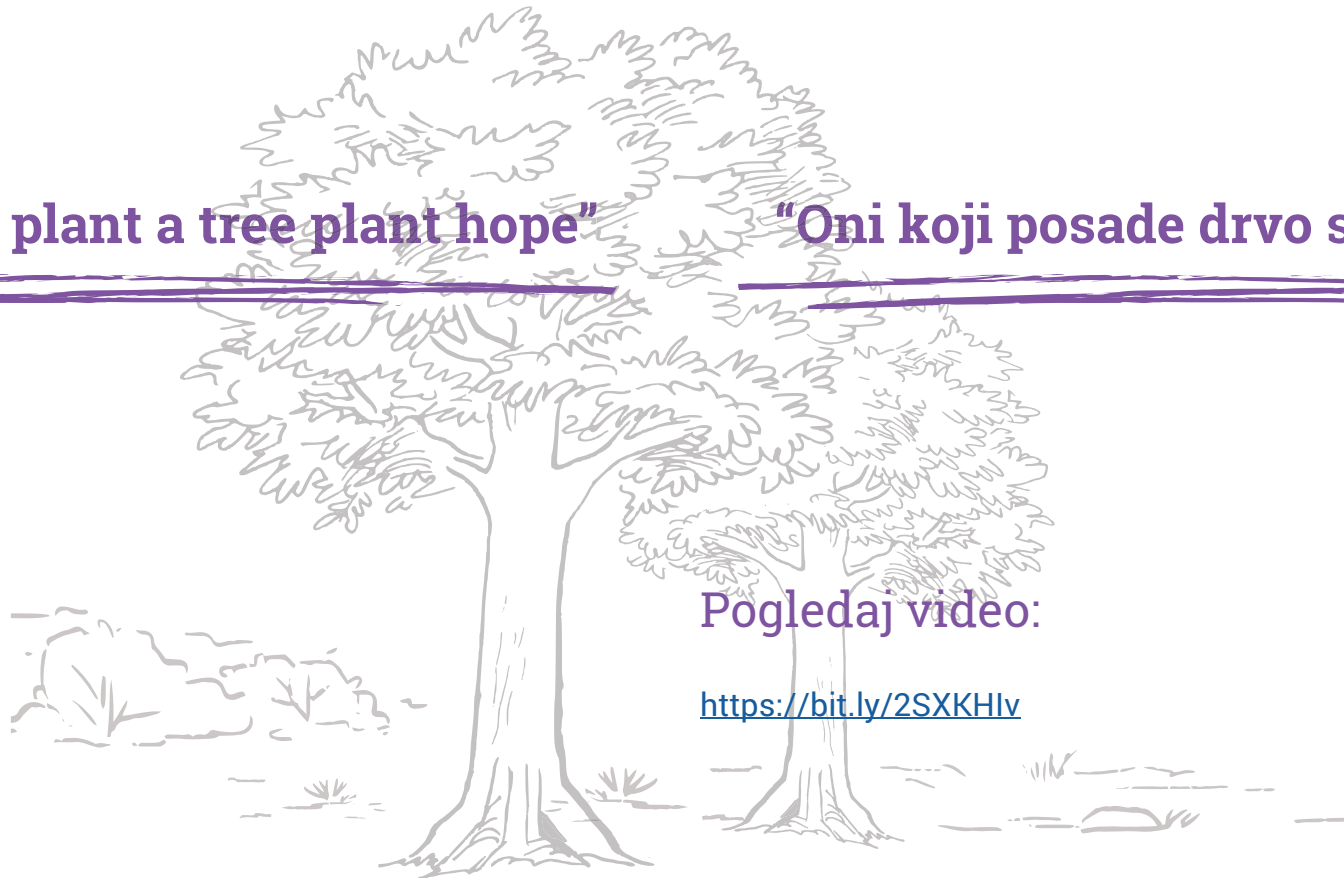 plant a tree plant hope”
“Oni koji posade drvo
Pogledaj video:
https://bit.ly/2SXKHIv